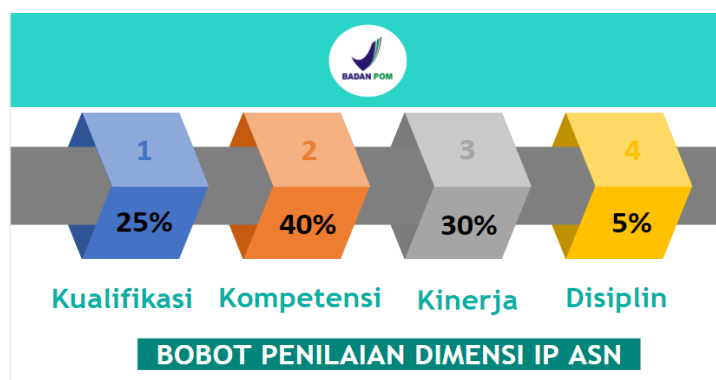 BADAN POM
1 2 3 4
25% 40% 30% 5%
Kualifikasi Kompetensi Kinerja Disiplin
BOBOT PENILAIAN DIMENSI IP ASN